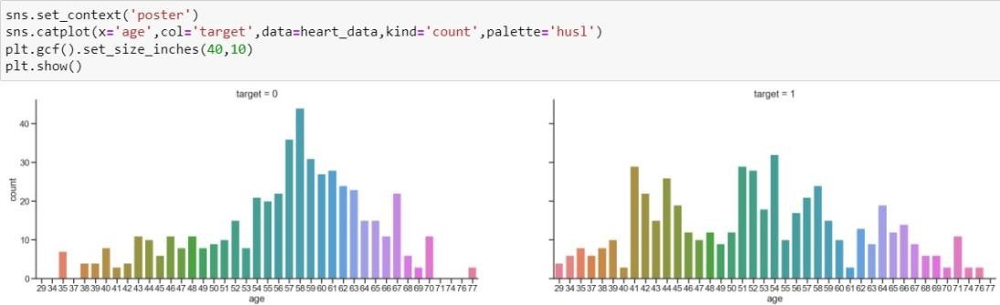 sns.set_context('poster')
sns.catplot(x='age',col='target',data=heart_data,kind='count',palette='husl')
plt.gcf().set_size_inches(40,10)
plt.show()
target = 0
target = 1
40
30
20
10
0
count
29 34 35 37 38 39 40 41 42 43 44 45 46 47 48 49 50 51 52 53 54 55 56 57 58 59 60 61 62 63 64 65 66 67 68 69 70 71 74 76 77
29 34 35 37 38 39 40 41 42 43 44 45 46 47 48 49 50 51 52 53 54 55 56 57 58 59 60 61 62 63 64 65 66 67 68 69 70 71 74 76 77
age
age